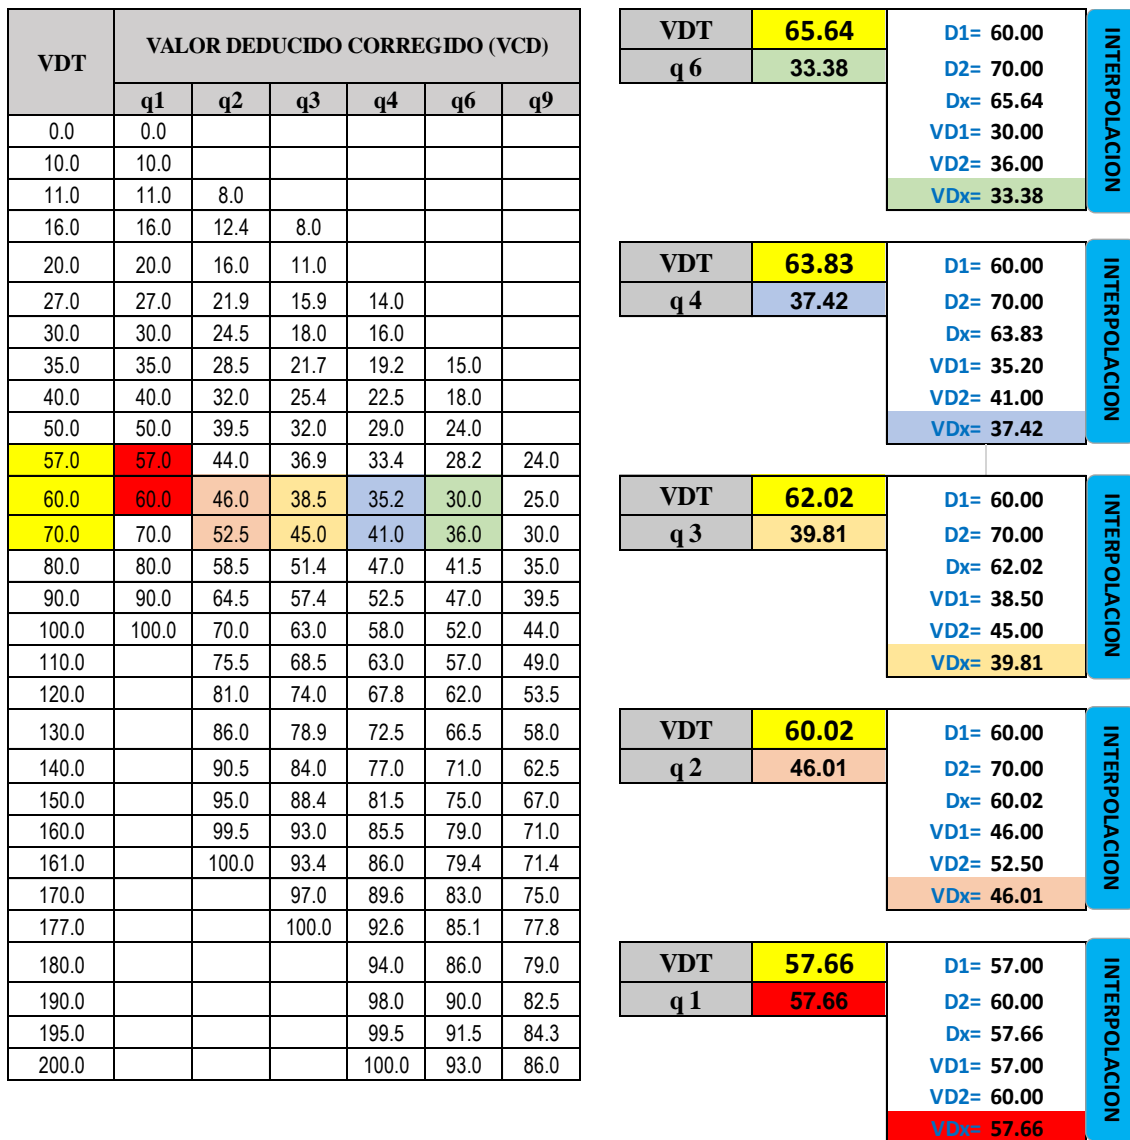 VDT VALOR DEDUCIDO CORREGIDO (VCD)
q1 q2 q3 q4 q6 q9
0.0 0.0
10.0 10.0
11.0 11.0 8.0
16.0 16.0 12.4 8.0
20.0 20.0 16.0 11.0
27.0 27.0 21.9 15.9 14.0
30.0 30.0 24.5 18.0 16.0
35.0 35.0 28.5 21.7 19.2 15.0
40.0 40.0 32.0 25.4 22.5 18.0
50.0 50.0 39.5 32.0 29.0 24.0
57.0 57.0 44.0 36.9 33.4 28.2 24.0
60.0 60.0 46.0 38.5 35.2 30.0 25.0
70.0 70.0 52.5 45.0 41.0 36.0 30.0
80.0 80.0 58.5 51.4 47.0 41.5 35.0
90.0 90.0 64.5 57.4 52.5 47.0 39.5
100.0 100.0 70.0 63.0 58.0 52.0 44.0
110.0 75.5 68.5 63.0 57.0 49.0
120.0 81.0 74.0 67.8 62.0 53.5
130.0 86.0 78.9 72.5 66.5 58.0
140.0 90.5 84.0 77.0 71.0 62.5
150.0 95.0 88.4 81.5 75.0 67.0
160.0 99.5 93.0 85.5 79.0 71.0
161.0 100.0 93.4 86.0 79.4 71.4
170.0 97.0 89.6 83.0 75.0
177.0 100.0 92.6 85.1 77.8
180.0 94.0 86.0 79.0
190.0 98.0 90.0 82.5
195.0 99.5 91.5 84.3
200.0 100.0 93.0 86.0
VDT 65.64
q 6 33.38
D1= 60.00
D2= 70.00
Dx= 65.64
VD1= 30.00
VD2= 36.00
VDx= 33.38
INTERPOLACION
VDT 63.83
q 4 37.42
D1= 60.00
D2= 70.00
Dx= 63.83
VD1= 35.20
VD2= 41.00
VDx= 37.42
INTERPOLACION
VDT 62.02
q 3 39.81
D1= 60.00
D2= 70.00
Dx= 62.02
VD1= 38.50
VD2= 45.00
VDx= 39.81
INTERPOLACION
VDT 60.02
q 2 46.01
D1= 60.00
D2= 70.00
Dx= 60.02
VD1= 46.00
VD2= 52.50
VDx= 46.01
INTERPOLACION
VDT 57.66
q 1 57.66
D1= 57.00
D2= 60.00
Dx= 57.66
VD1= 57.00
VD2= 60.00
VDx= 57.66
INTERPOLACION